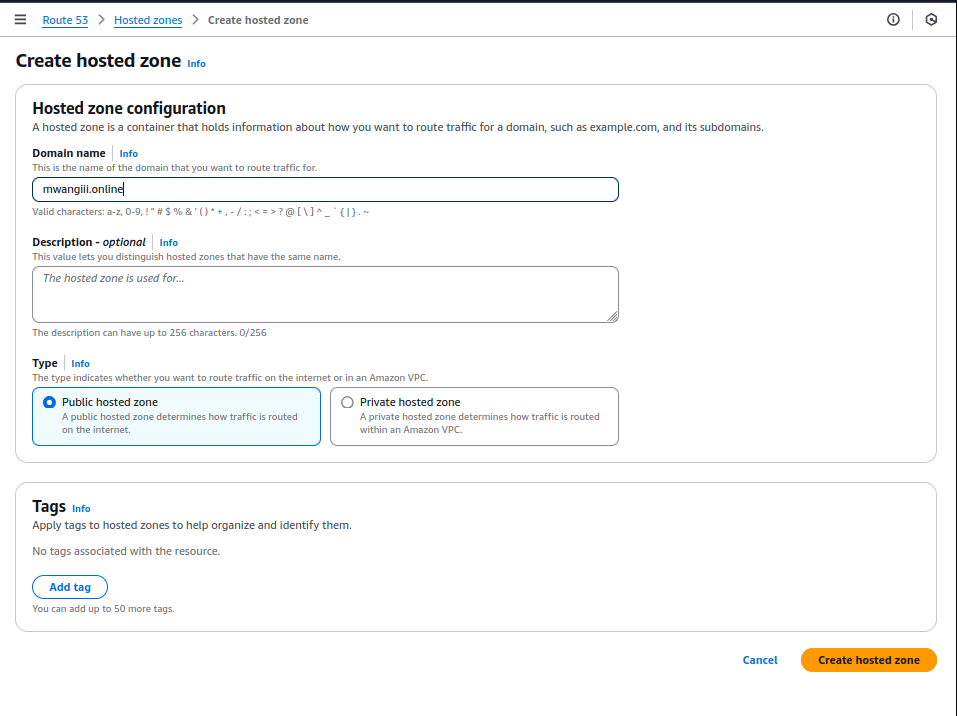 Route 53 > Hosted zones > Create hosted zone
Create hosted zone Info
Hosted zone configuration
A hosted zone is a container that holds information about how you want to route traffic for a domain, such as example.com, and its subdomains.
Domain name Info
This is the name of the domain that you want to route traffic for.
mwangiii.online
Valid characters: a-z, 0-9, ! " # $ % & ' ( ) * + , - / : ; < = > ? @ [ \ ] ^ _ ` { | } . ~
Description - optional Info
This value lets you distinguish hosted zones that have the same name.
The hosted zone is used for...
The description can have up to 256 characters. 0/256
Type Info
The type indicates whether you want to route traffic on the internet or in an Amazon VPC.
Public hosted zone
A public hosted zone determines how traffic is routed
on the internet.
Private hosted zone
A private hosted zone determines how traffic is routed
within an Amazon VPC.
Tags Info
Apply tags to hosted zones to help organize and identify them.
No tags associated with the resource.
Add tag
You can add up to 50 more tags.
Cancel Create hosted zone